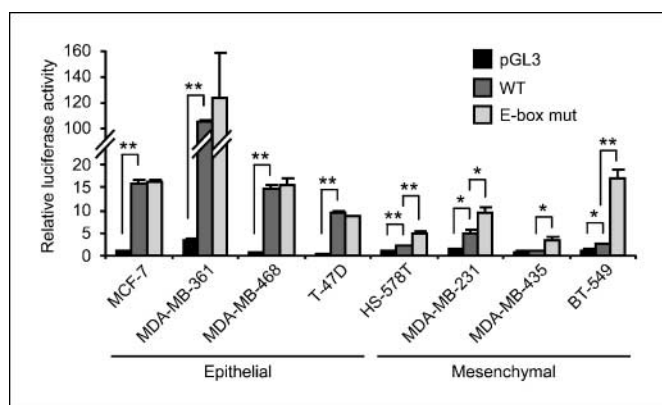 160
140
120
100
20
15
10
5
0
Relative luciferase activity
pGL3
WT
E-box mut
**
**
**
**
**
**
*
*
*
*
**
MCF-7
MDA-MB-361
MDA-MB-468
T-47D
HS-578T
MDA-MB-231
MDA-MB-435
BT-549
Epithelial
Mesenchymal